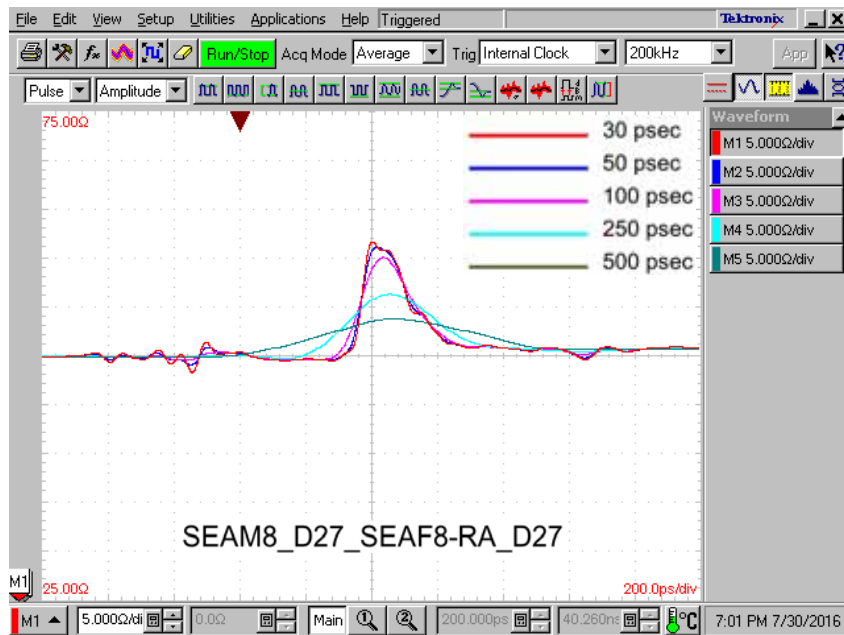 File Edit View Setup Utilities Applications Help Triggered Tektronix
Run/Stop Acq Mode Average Trig Internal Clock 200kHz App
Pulse Amplitude
75.00Ω
30 psec
50 psec
100 psec
250 psec
500 psec
Waveform
M1 5.000Ω/div
M2 5.000Ω/div
M3 5.000Ω/div
M4 5.000Ω/div
M5 5.000Ω/div
SEAM8_D27_SEAF8-RA_D27
M1
25.00Ω 200.0ps/div
M1 5.000Ω/di 0.0Ω Main 1 2 200.000ps 40.260ns °C 7:01 PM 7/30/2016